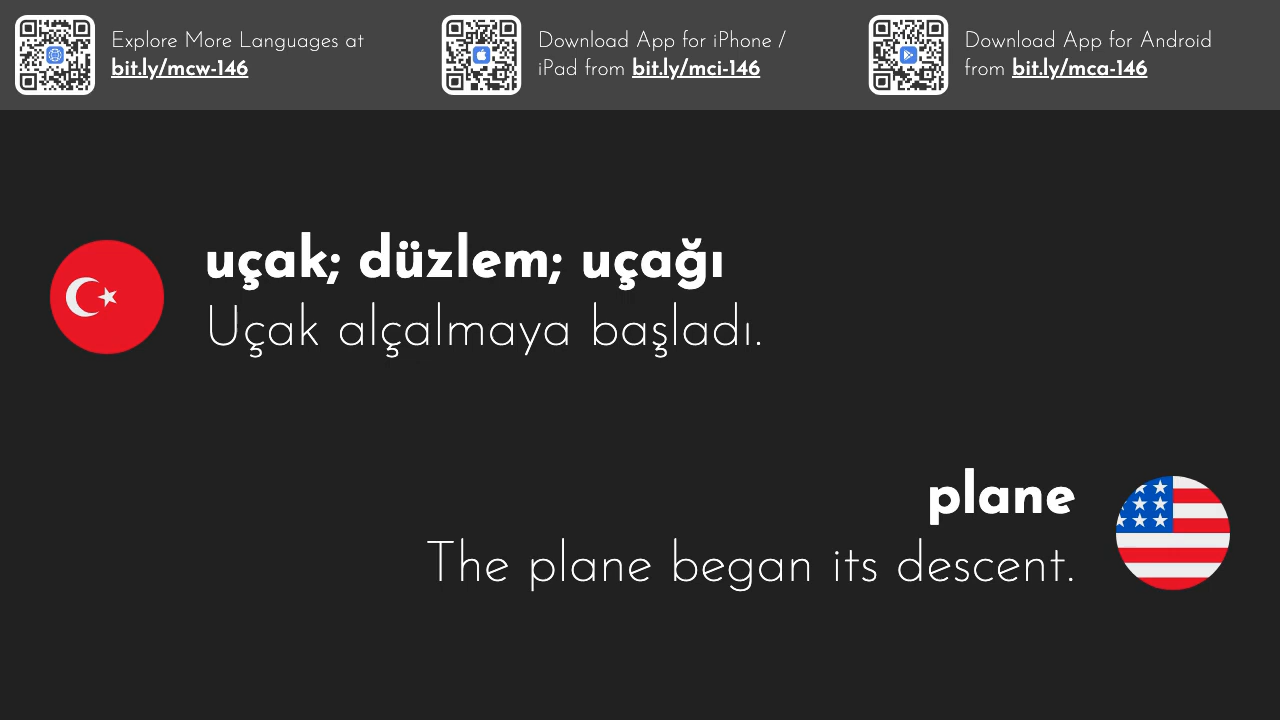 Explore More Languages at
bit.ly/mcw-146
Download App for iPhone /
iPad from bit.ly/mci-146
Download App for Android
from bit.ly/mca-146
uçak; düzlem; uçağı
Uçak alçalmaya başladı.
plane
The plane began its descent.